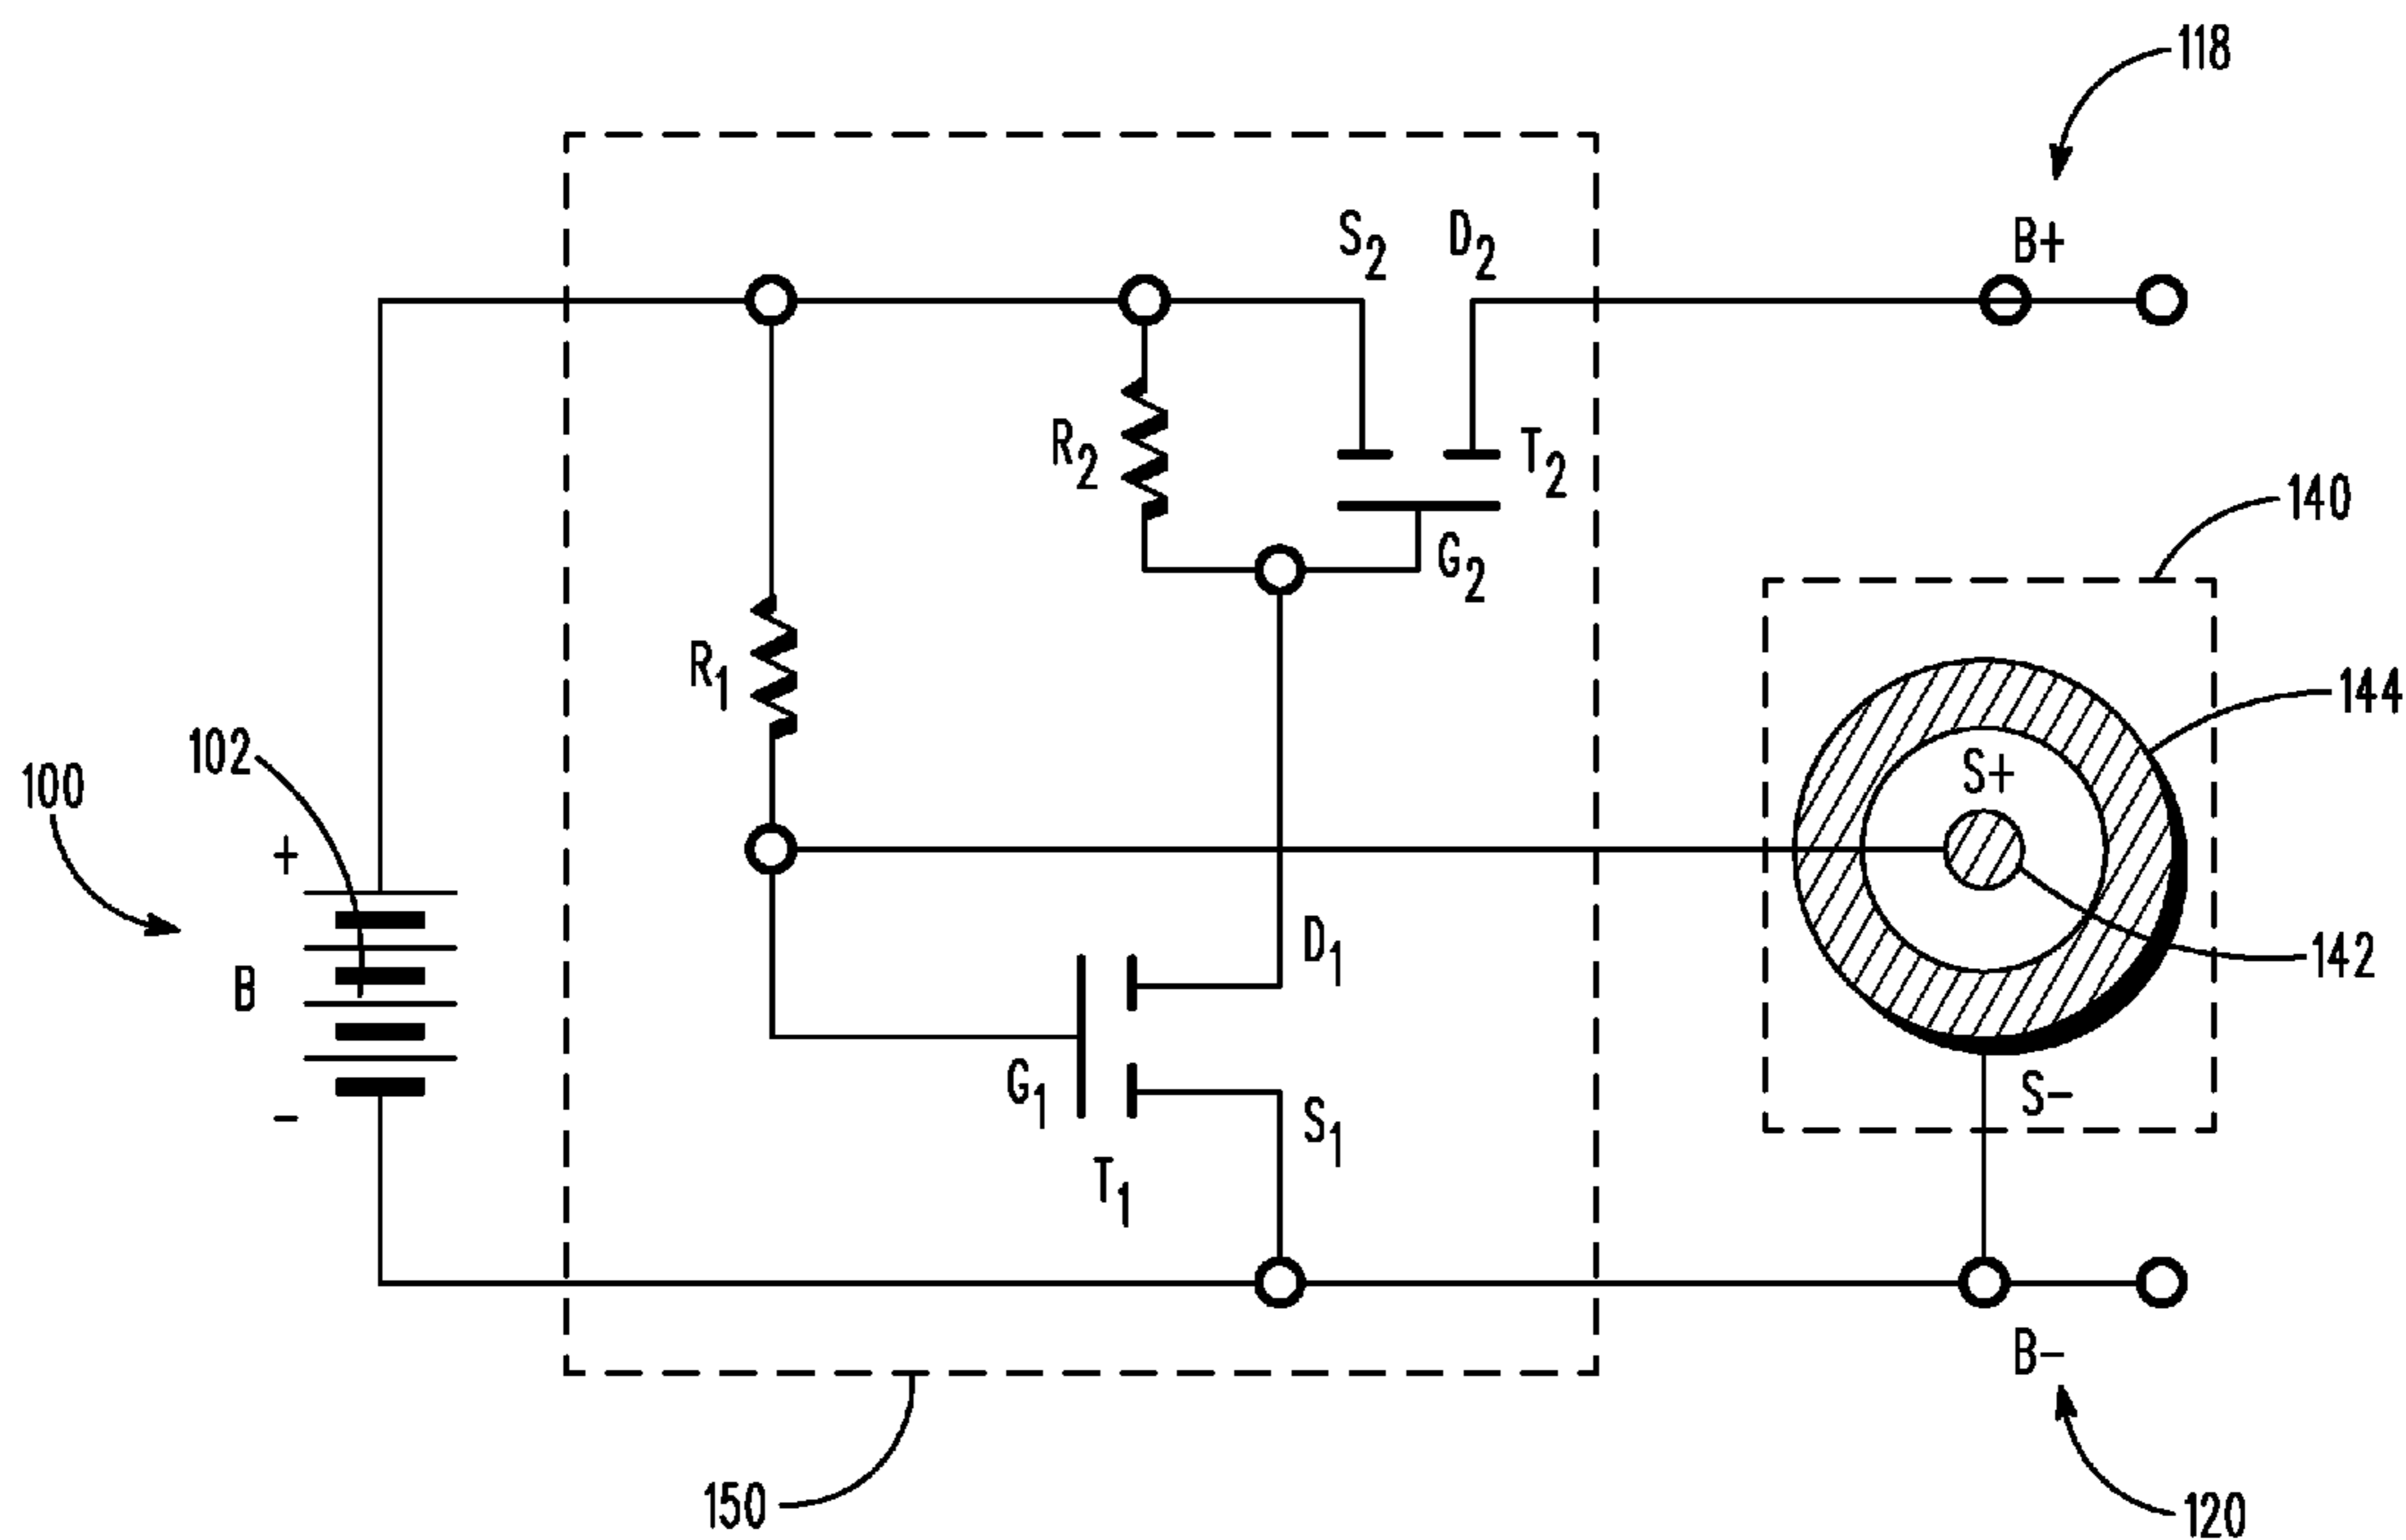 118
S2 D2 B+
R2 T2
140
G2
R1
144
102 S+
100
+
D1
142
B
G1
S-
-
S1
T1
B-
150
120